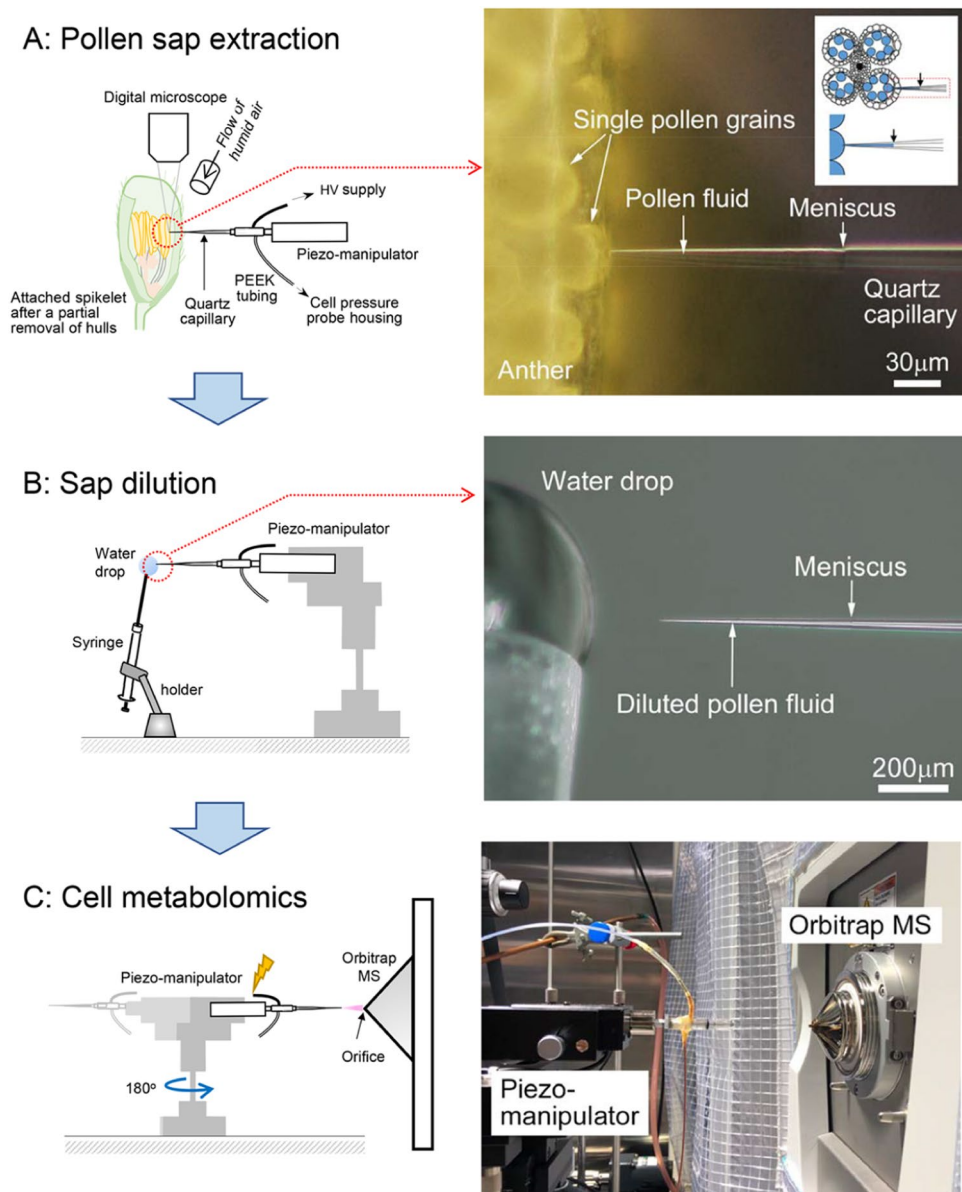 A: Pollen sap extraction
Digital microscope
Flow of
humid air
HV supply
Piezo-manipulator
PEEK
tubing
Quartz
capillary
Cell pressure
probe housing
Attached spikelet
after a partial
removal of hulls
Single pollen grains
Pollen fluid
Meniscus
Quartz
capillary
Anther
30μm
B: Sap dilution
Piezo-manipulator
Water
drop
Syringe
holder
Water drop
Meniscus
Diluted pollen fluid
200μm
C: Cell metabolomics
Piezo-manipulator
Orbitrap
MS
Orifice
180º
Orbitrap MS
Piezo-
manipulator